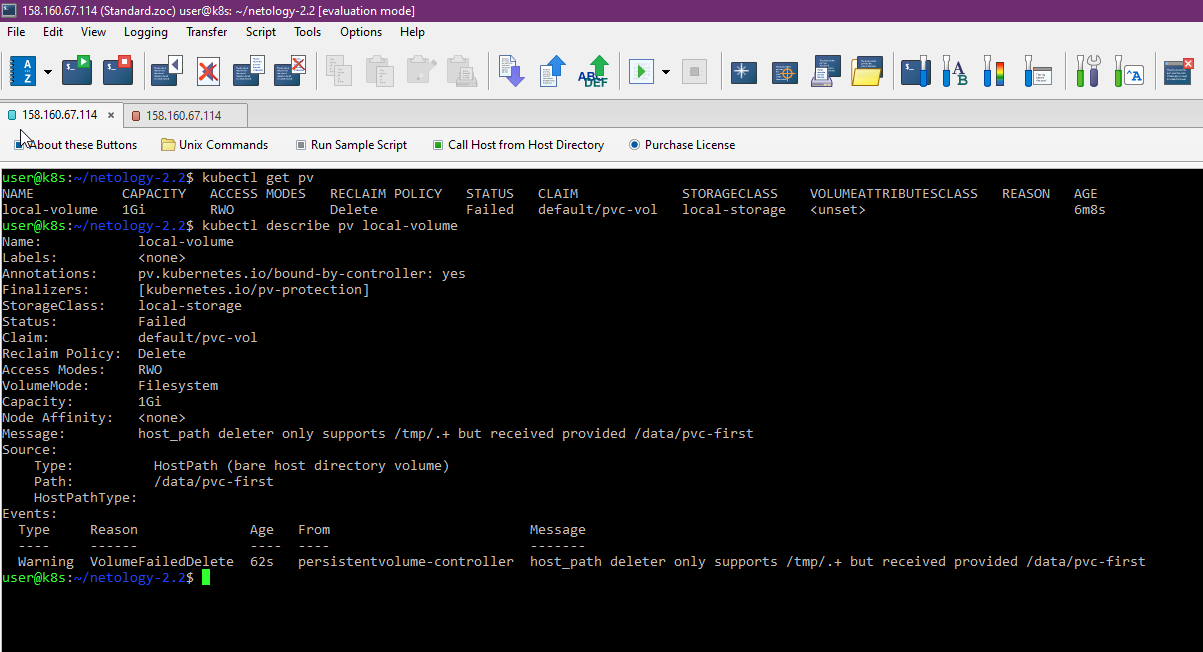 158.160.67.114 (Standard.zoc) user@k8s: ~/netology-2.2 [evaluation mode]
File Edit View Logging Transfer Script Tools Options Help
158.160.67.114 × 158.160.67.114
About these Buttons Unix Commands Run Sample Script Call Host from Host Directory Purchase License
user@k8s:~/netology-2.2$ kubectl get pv
NAME CAPACITY ACCESS MODES RECLAIM POLICY STATUS CLAIM STORAGECLASS VOLUMEATTRIBUTESCLASS REASON AGE
local-volume 1Gi RWO Delete Failed default/pvc-vol local-storage <unset> 6m8s
user@k8s:~/netology-2.2$ kubectl describe pv local-volume
Name: local-volume
Labels: <none>
Annotations: pv.kubernetes.io/bound-by-controller: yes
Finalizers: [kubernetes.io/pv-protection]
StorageClass: local-storage
Status: Failed
Claim: default/pvc-vol
Reclaim Policy: Delete
Access Modes: RWO
VolumeMode: Filesystem
Capacity: 1Gi
Node Affinity: <none>
Message: host_path deleter only supports /tmp/.+ but received provided /data/pvc-first
Source:
Type: HostPath (bare host directory volume)
Path: /data/pvc-first
HostPathType:
Events:
Type Reason Age From Message
---- ------ ---- ---- -------
Warning VolumeFailedDelete 62s persistentvolume-controller host_path deleter only supports /tmp/.+ but received provided /data/pvc-first
user@k8s:~/netology-2.2$